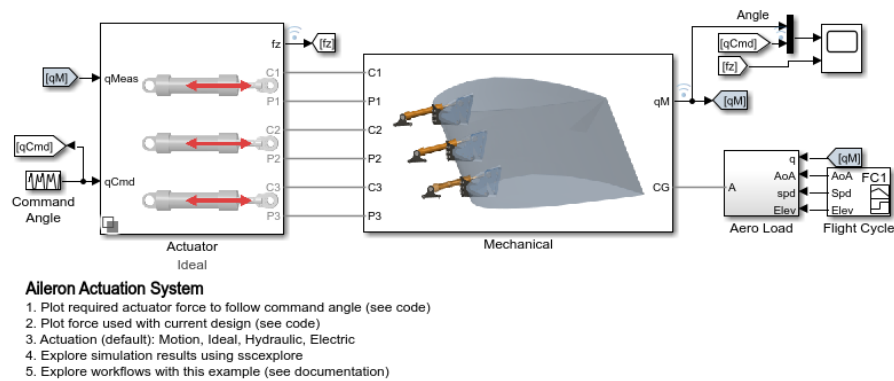 Angle
[qCmd]
[fz]
fz
[fz]
[qM]
qMeas
C1
P1
C2
P2
C3
P3
C1
P1
C2
P2
C3
P3
qM
[qM]
CG
[qCmd]
qCmd
Command
Angle
Actuator
Ideal
Mechanical
A
q
AoA
spd
Elev
[qM]
AoA
Spd
Elev
FC1
Aero Load
Flight Cycle
Aileron Actuation System
1. Plot required actuator force to follow command angle (see code)
2. Plot force used with current design (see code)
3. Actuation (default): Motion, Ideal, Hydraulic, Electric
4. Explore simulation results using sscexplore
5. Explore workflows with this example (see documentation)